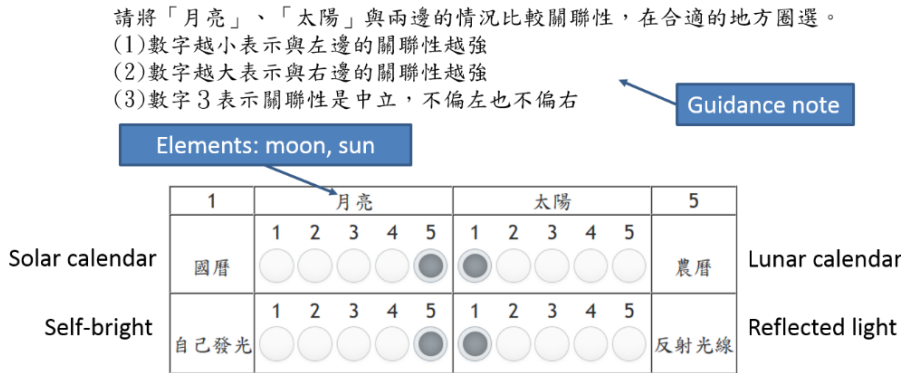 請將「月亮」、「太陽」與兩邊的情況比較關聯性，在合適的地方圈選。
(1)數字越小表示與左邊的關聯性越強
(2)數字越大表示與右邊的關聯性越強
(3)數字３表示關聯性是中立，不偏左也不偏右
Guidance note
Elements: moon, sun
1 月亮 太陽 5
1 2 3 4 5 1 2 3 4 5
Solar calendar 國曆 農曆 Lunar calendar
1 2 3 4 5 1 2 3 4 5
Self-bright 自己發光 反射光線 Reflected light